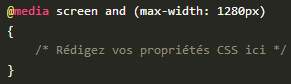 @media screen and (max-width: 1280px)
{
/* Rédigez vos propriétés CSS ici */
}